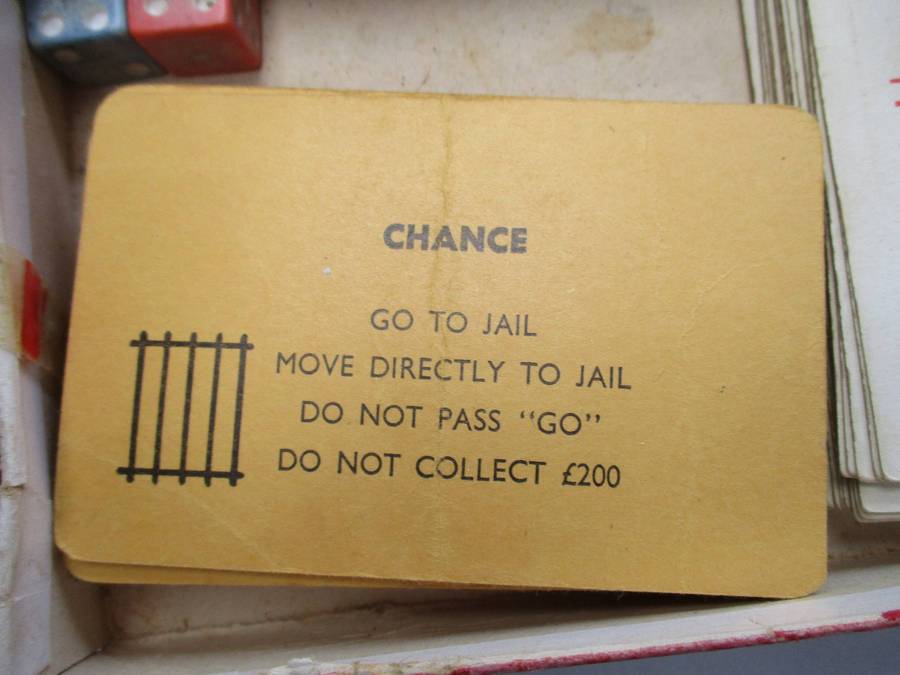 CHANCE
GO TO JAIL
MOVE DIRECTLY TO JAIL
DO NOT PASS “GO”
DO NOT COLLECT £200